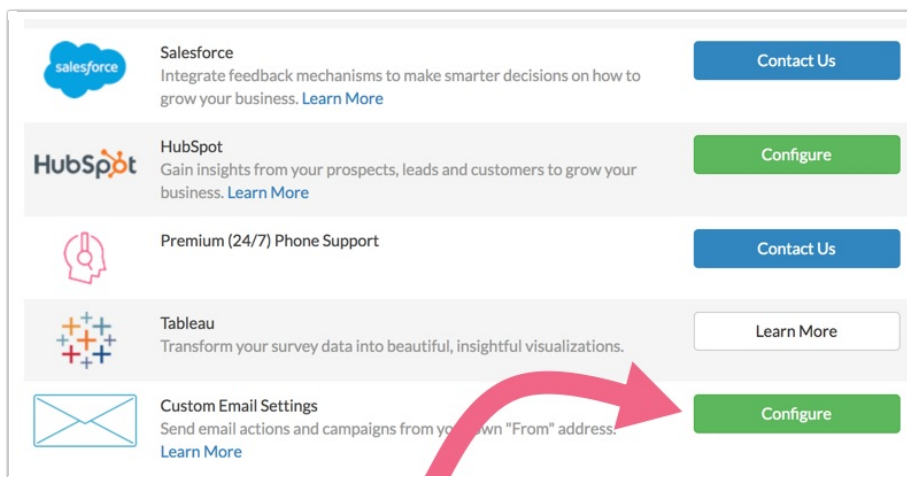 salesforce
Salesforce
Integrate feedback mechanisms to make smarter decisions on how to
grow your business. Learn More
Contact Us
HubSpot
HubSpot
Gain insights from your prospects, leads and customers to grow your
business. Learn More
Configure
Premium (24/7) Phone Support
Contact Us
Tableau
Transform your survey data into beautiful, insightful visualizations.
Learn More
Custom Email Settings
Send email actions and campaigns from your own "From" address.
Learn More
Configure